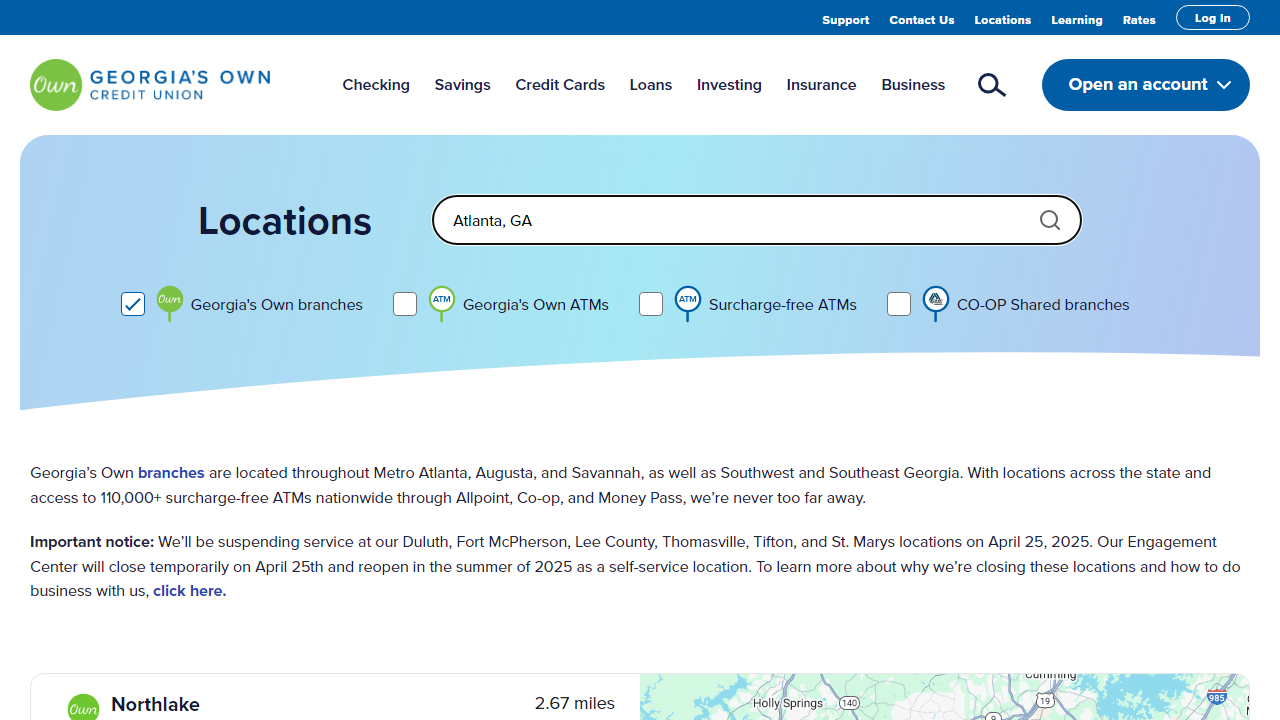 Support Contact Us Locations Learning Rates Log In
Own GEORGIA'S OWN
CREDIT UNION
Checking Savings Credit Cards Loans Investing Insurance Business Open an account
Locations
Atlanta, GA
Own Georgia's Own branches ATM Georgia's Own ATMs ATM Surcharge-free ATMs CO-OP Shared branches
Georgia’s Own branches are located throughout Metro Atlanta, Augusta, and Savannah, as well as Southwest and Southeast Georgia. With locations across the state and
access to 110,000+ surcharge-free ATMs nationwide through Allpoint, Co-op, and Money Pass, we’re never too far away.
Important notice: We’ll be suspending service at our Duluth, Fort McPherson, Lee County, Thomasville, Tifton, and St. Marys locations on April 25, 2025. Our Engagement
Center will close temporarily on April 25th and reopen in the summer of 2025 as a self-service location. To learn more about why we’re closing these locations and how to do
business with us, click here.
Own Northlake 2.67 miles
Cumming
Holly Springs 140 19 985
9